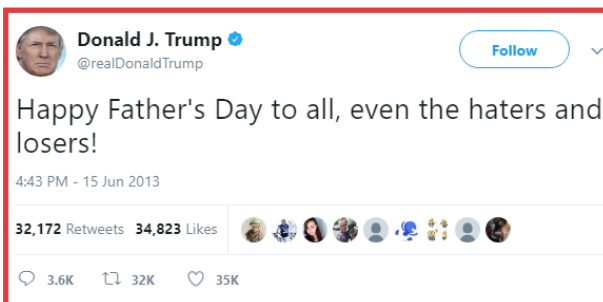 Donald J. Trump
Follow
@realDonaldTrump
Happy Father's Day to all, even the haters and
losers!
4:43 PM - 15 Jun 2013
32,172 Retweets 34,823 Likes
3.6K 32K 35K